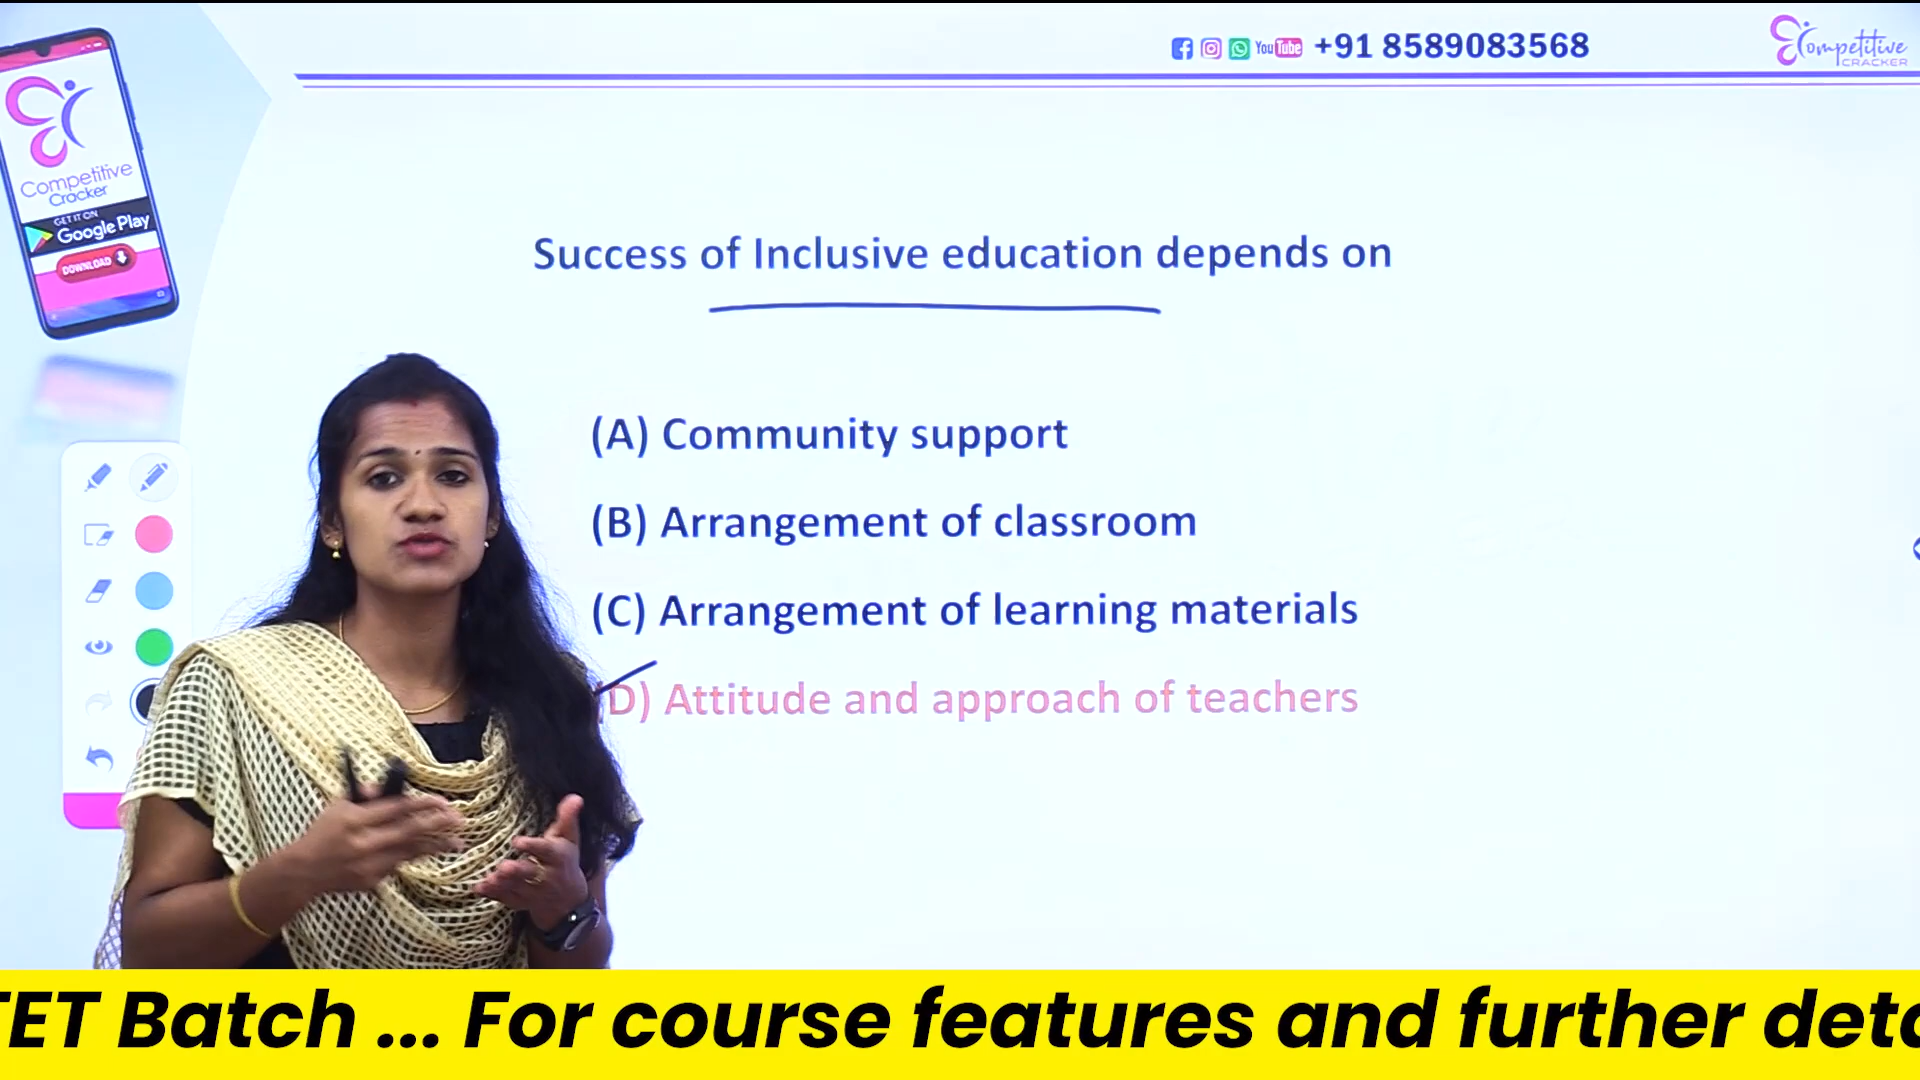 YouTube +91 8589083568
Competitive
CRACKER
Competitive
Cracker
GET IT ON
Google Play
DOWNLOAD
Success of Inclusive education depends on
(A) Community support
(B) Arrangement of classroom
(C) Arrangement of learning materials
(D) Attitude and approach of teachers
TET Batch ... For course features and further